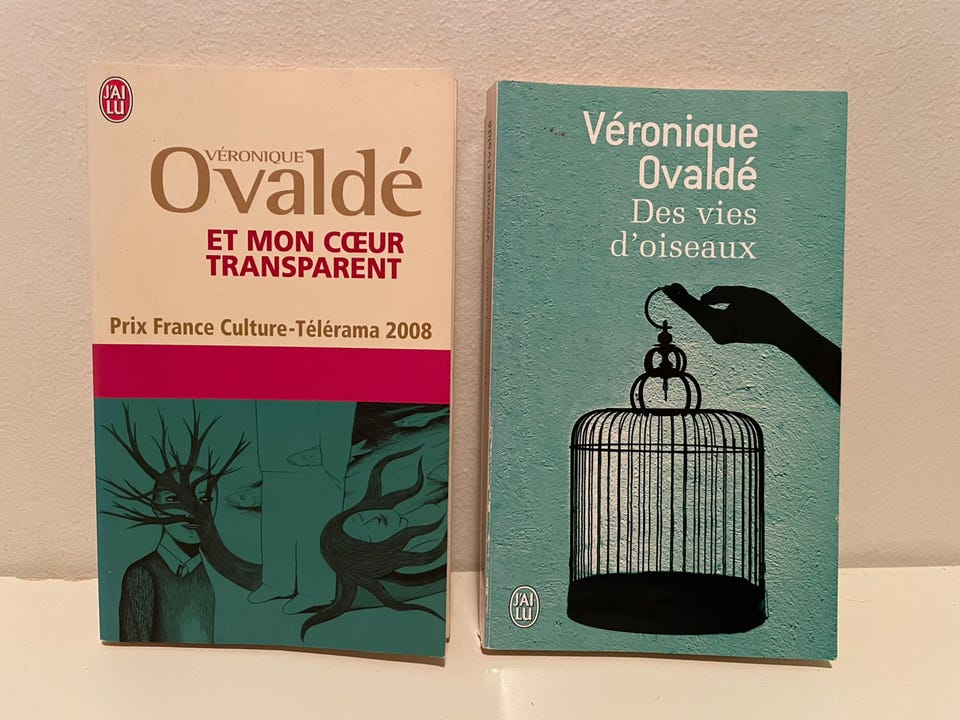 J'AI
LU
VÉRONIQUE
Ovaldé
ET MON CŒUR
TRANSPARENT
Prix France Culture-Télérama 2008
Véronique
Ovaldé
Des vies
d'oiseaux
J'AI
LU